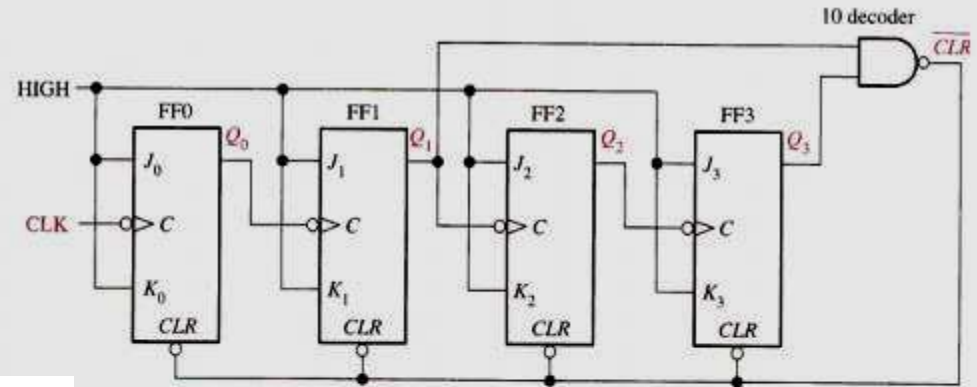 10 decoder
CLR
HIGH
FF0 FF1 FF2 FF3
Q0 Q1 Q2 Q3
J0 J1 J2 J3
CLK C C C C
K0 K1 K2 K3
CLR CLR CLR CLR